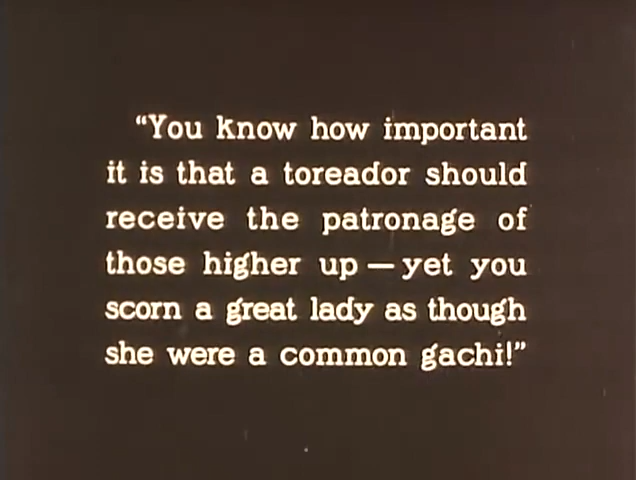 “You know how important
it is that a toreador should
receive the patronage of
those higher up — yet you
scorn a great lady as though
she were a common gachi!”